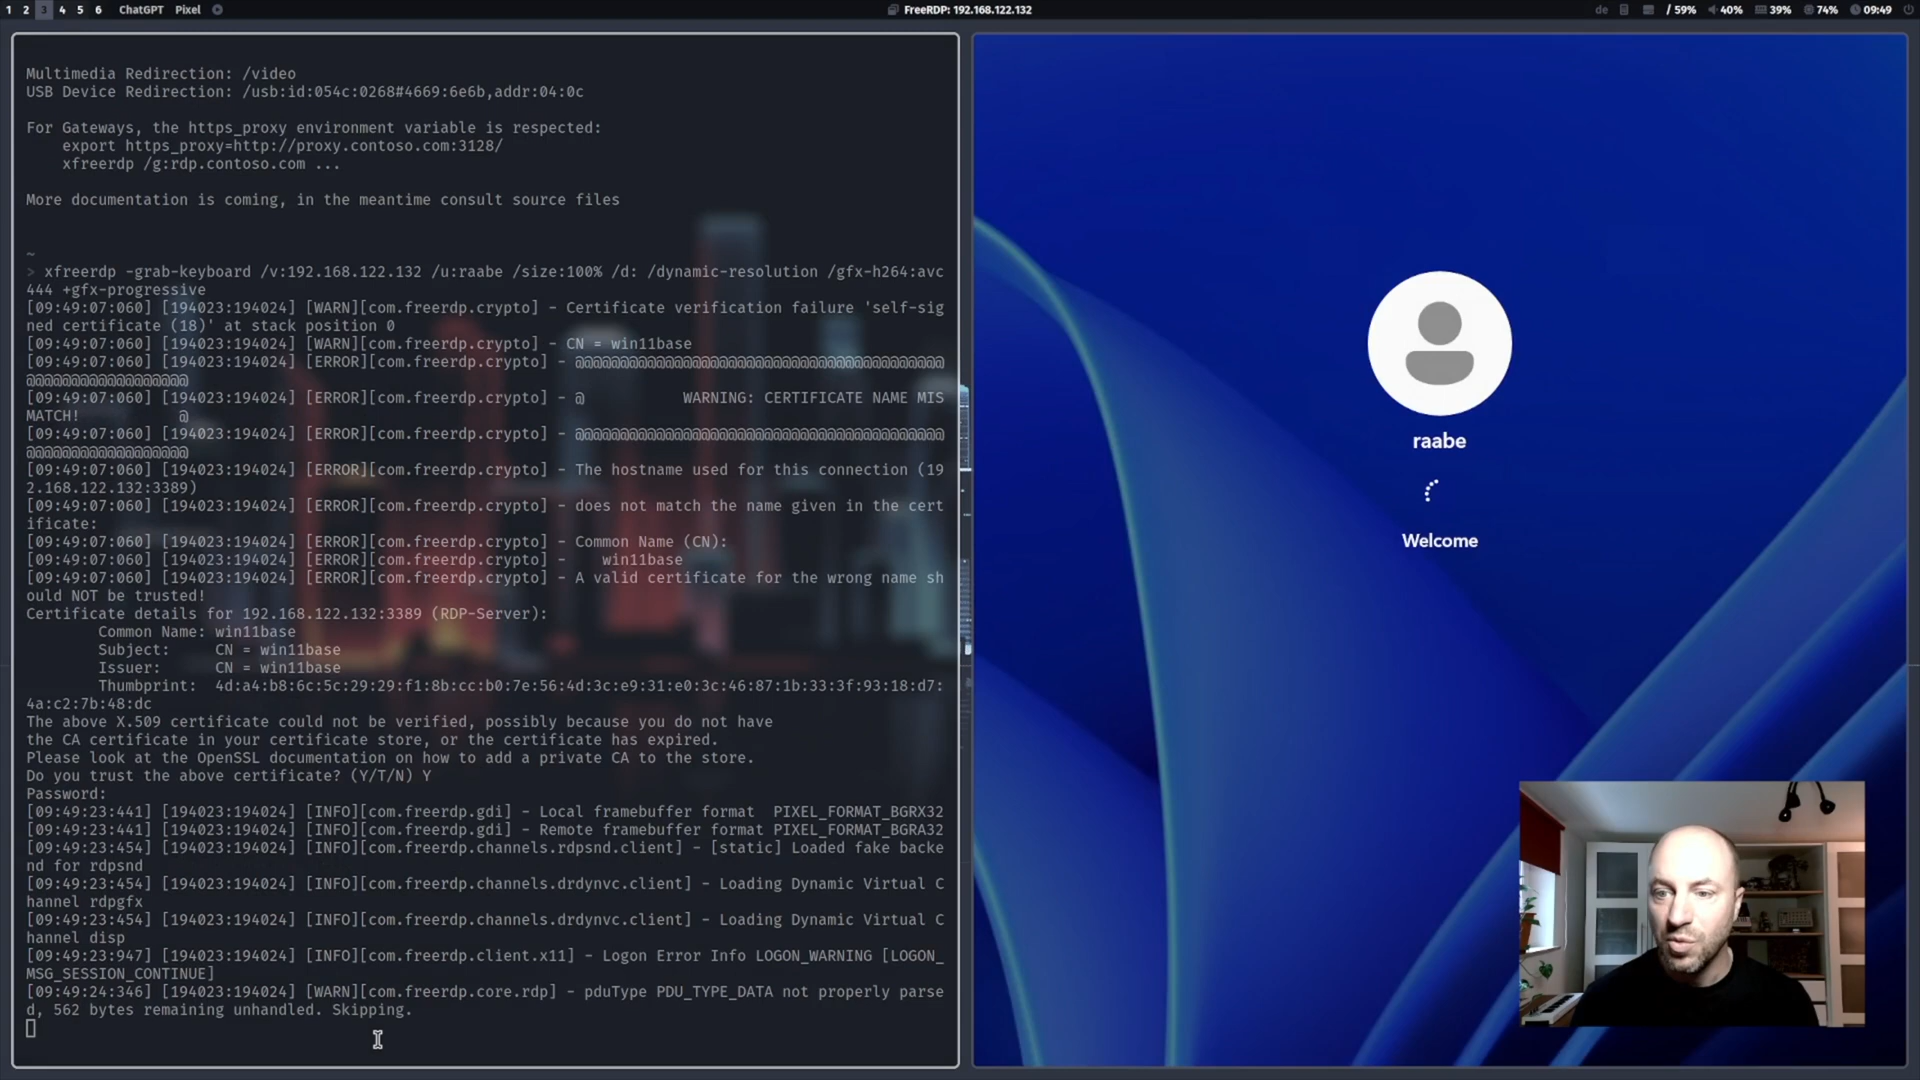 1 2 3 4 5 6 ChatGPT Pixel
FreeRDP: 192.168.122.132
de / 59% 40% 39% 74% 09:49
Multimedia Redirection: /video
USB Device Redirection: /usb:id:054c:0268#4669:6e6b,addr:04:0c
For Gateways, the https_proxy environment variable is respected:
export https_proxy=http://proxy.contoso.com:3128/
xfreerdp /g:rdp.contoso.com ...
More documentation is coming, in the meantime consult source files
~
> xfreerdp -grab-keyboard /v:192.168.122.132 /u:raabe /size:100% /d: /dynamic-resolution /gfx-h264:avc
444 +gfx-progressive
[09:49:07:060] [194023:194024] [WARN][com.freerdp.crypto] - Certificate verification failure 'self-sig
ned certificate (18)' at stack position 0
[09:49:07:060] [194023:194024] [WARN][com.freerdp.crypto] - CN = win11base
[09:49:07:060] [194023:194024] [ERROR][com.freerdp.crypto] - @@@@@@@@@@@@@@@@@@@@@@@@@@@@@@@@@@@@@@@@@
@@@@@@@@@@@@@@@@@@
[09:49:07:060] [194023:194024] [ERROR][com.freerdp.crypto] - @           WARNING: CERTIFICATE NAME MIS
MATCH!           @
[09:49:07:060] [194023:194024] [ERROR][com.freerdp.crypto] - @@@@@@@@@@@@@@@@@@@@@@@@@@@@@@@@@@@@@@@@@
@@@@@@@@@@@@@@@@@@
[09:49:07:060] [194023:194024] [ERROR][com.freerdp.crypto] - The hostname used for this connection (19
2.168.122.132:3389)
[09:49:07:060] [194023:194024] [ERROR][com.freerdp.crypto] - does not match the name given in the cert
ificate:
[09:49:07:060] [194023:194024] [ERROR][com.freerdp.crypto] - Common Name (CN):
[09:49:07:060] [194023:194024] [ERROR][com.freerdp.crypto] -    win11base
[09:49:07:060] [194023:194024] [ERROR][com.freerdp.crypto] - A valid certificate for the wrong name sh
ould NOT be trusted!
Certificate details for 192.168.122.132:3389 (RDP-Server):
Common Name: win11base
Subject:     CN = win11base
Issuer:      CN = win11base
Thumbprint:  4d:a4:b8:6c:5c:29:29:f1:8b:cc:b0:7e:56:4d:3c:e9:31:e0:3c:46:87:1b:33:3f:93:18:d7:
4a:c2:7b:48:dc
The above X.509 certificate could not be verified, possibly because you do not have
the CA certificate in your certificate store, or the certificate has expired.
Please look at the OpenSSL documentation on how to add a private CA to the store.
Do you trust the above certificate? (Y/T/N) Y
Password:
[09:49:23:441] [194023:194024] [INFO][com.freerdp.gdi] - Local framebuffer format  PIXEL_FORMAT_BGRX32
[09:49:23:441] [194023:194024] [INFO][com.freerdp.gdi] - Remote framebuffer format PIXEL_FORMAT_BGRA32
[09:49:23:454] [194023:194024] [INFO][com.freerdp.channels.rdpsnd.client] - [static] Loaded fake backe
nd for rdpsnd
[09:49:23:454] [194023:194024] [INFO][com.freerdp.channels.drdynvc.client] - Loading Dynamic Virtual C
hannel rdpgfx
[09:49:23:454] [194023:194024] [INFO][com.freerdp.channels.drdynvc.client] - Loading Dynamic Virtual C
hannel disp
[09:49:23:947] [194023:194024] [INFO][com.freerdp.client.x11] - Logon Error Info LOGON_WARNING [LOGON_
MSG_SESSION_CONTINUE]
[09:49:24:346] [194023:194024] [WARN][com.freerdp.core.rdp] - pduType PDU_TYPE_DATA not properly parse
d, 562 bytes remaining unhandled. Skipping.
raabe
Welcome